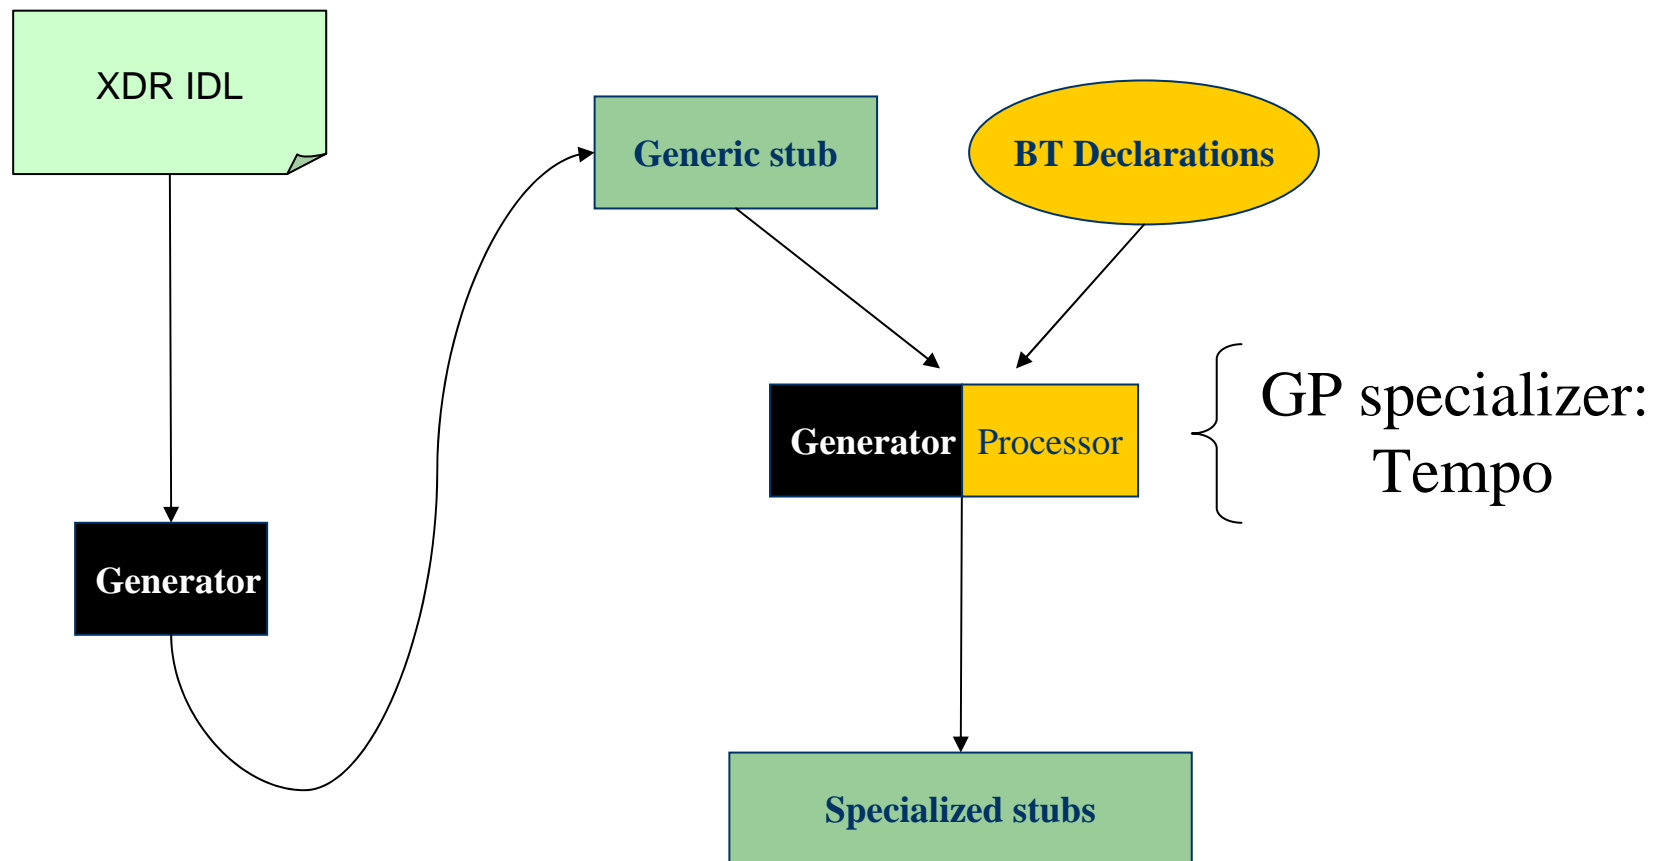 XDR IDL
Generic stub
BT Declarations
GP specializer:
Tempo
Generator
Processor
Generator
Specialized stubs